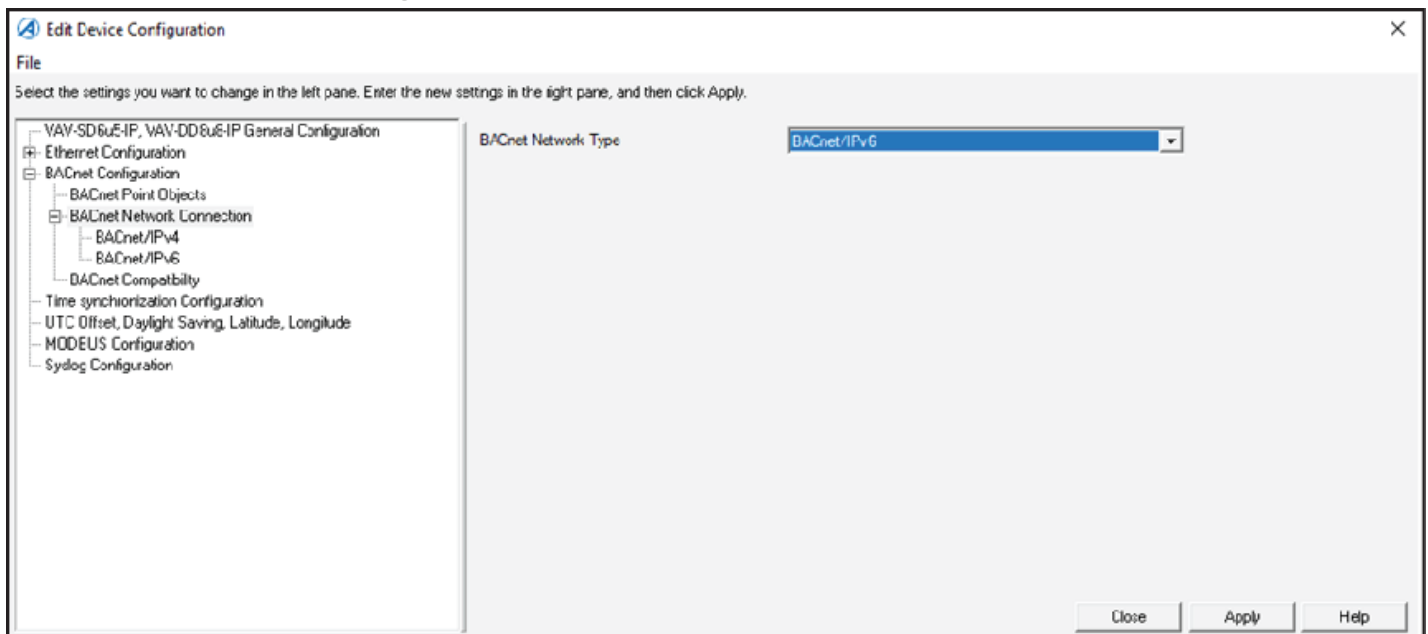 Edit Device Configuration
File
Select the settings you want to change in the left pane. Enter the new settings in the right pane, and then click Apply.
VAV-SD6u5-IP, VAV-DD8u6-IP General Configuration
Ethernet Configuration
BACnet Configuration
BACnet Point Objects
BACnet Network Connection
BACnet/IPv4
BACnet/IPv6
BACnet Compatbilty
Time synchronization Configuration
UTC Offset, Daylight Saving, Latitude, Longitude
MODBUS Configuration
Syslog Configuration
BACnet Network Type
BACnet/IPv6
Close
Apply
Help